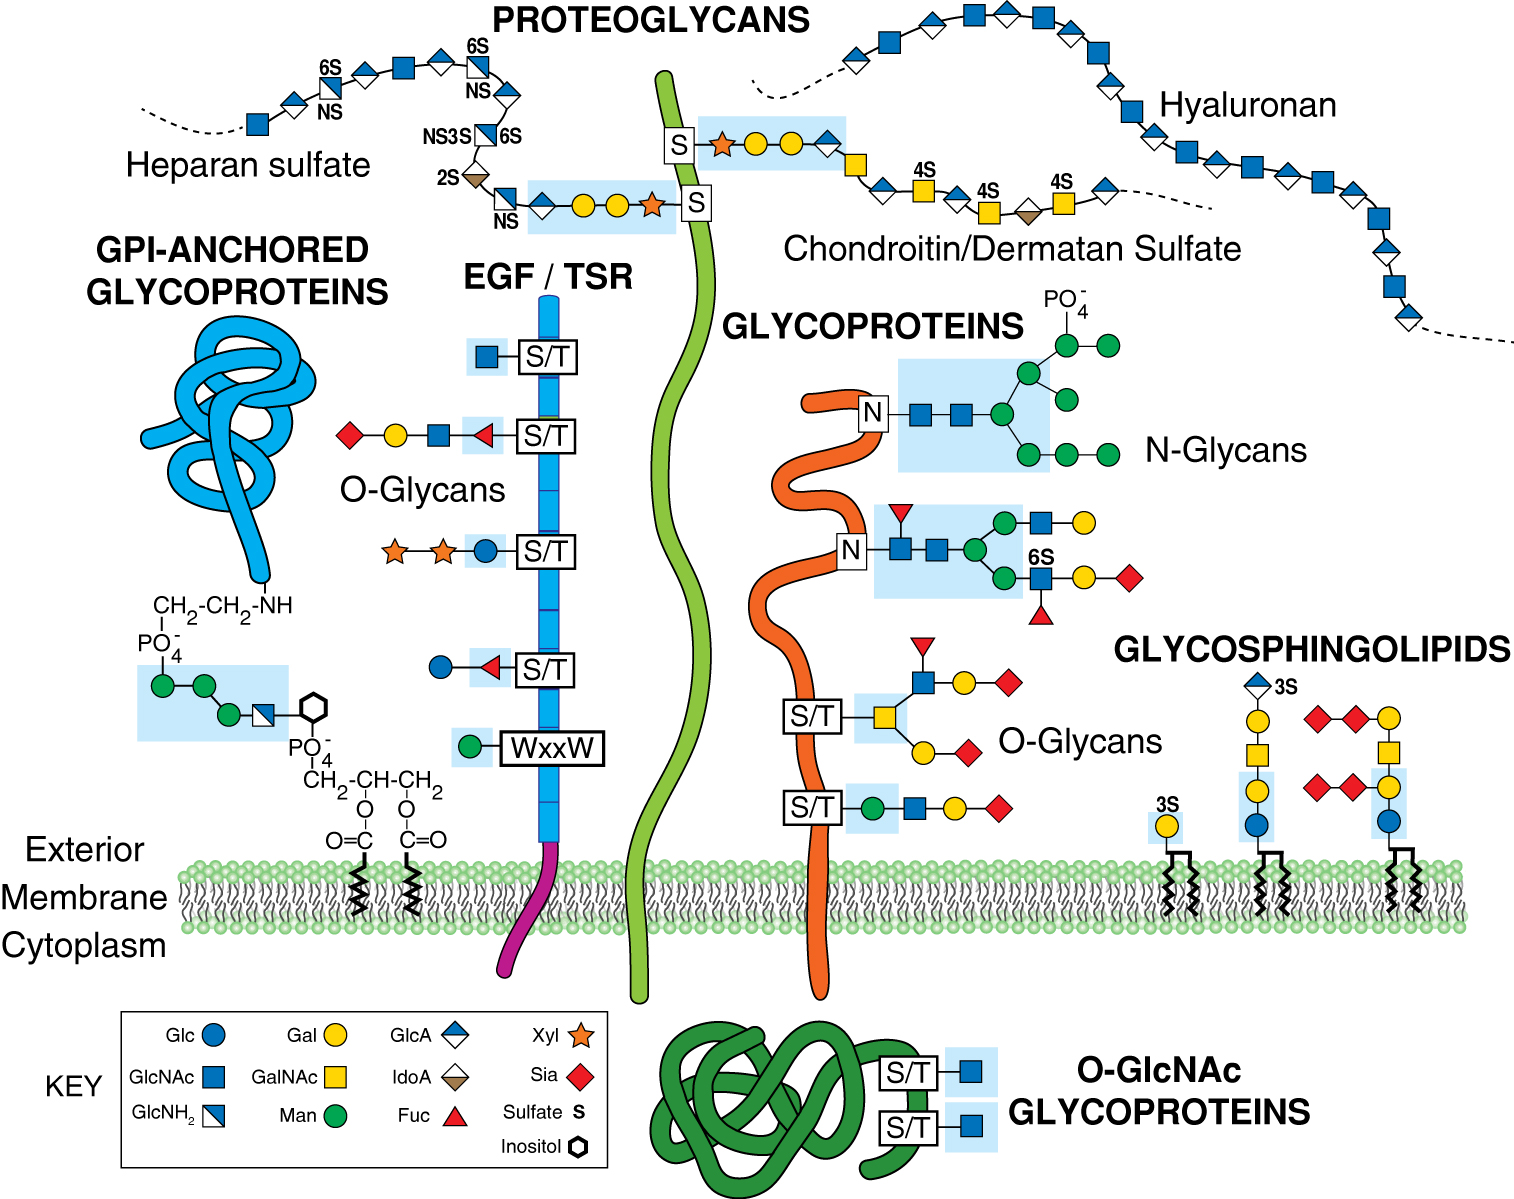 PROTEOGLYCANS
6S
NS
6S
NS
NS3S
6S
2S
NS
Heparan sulfate
S
S
4S
4S
4S
Hyaluronan
Chondroitin/Dermatan Sulfate
GPI-ANCHORED
GLYCOPROTEINS
EGF / TSR
S/T
S/T
O-Glycans
S/T
S/T
WxxW
GLYCOPROTEINS
PO4-
N
N-Glycans
N
6S
S/T
O-Glycans
S/T
CH2-CH2-NH
PO4-
PO4-
CH2-CH-CH2
O O
O=C C=O
GLYCOSPHINGOLIPIDS
3S
3S
Exterior
Membrane
Cytoplasm
KEY
Glc Gal GlcA Xyl
GlcNAc GalNAc IdoA Sia
GlcNH2 Man Fuc Sulfate S
Inositol
S/T
S/T
O-GlcNAc
GLYCOPROTEINS